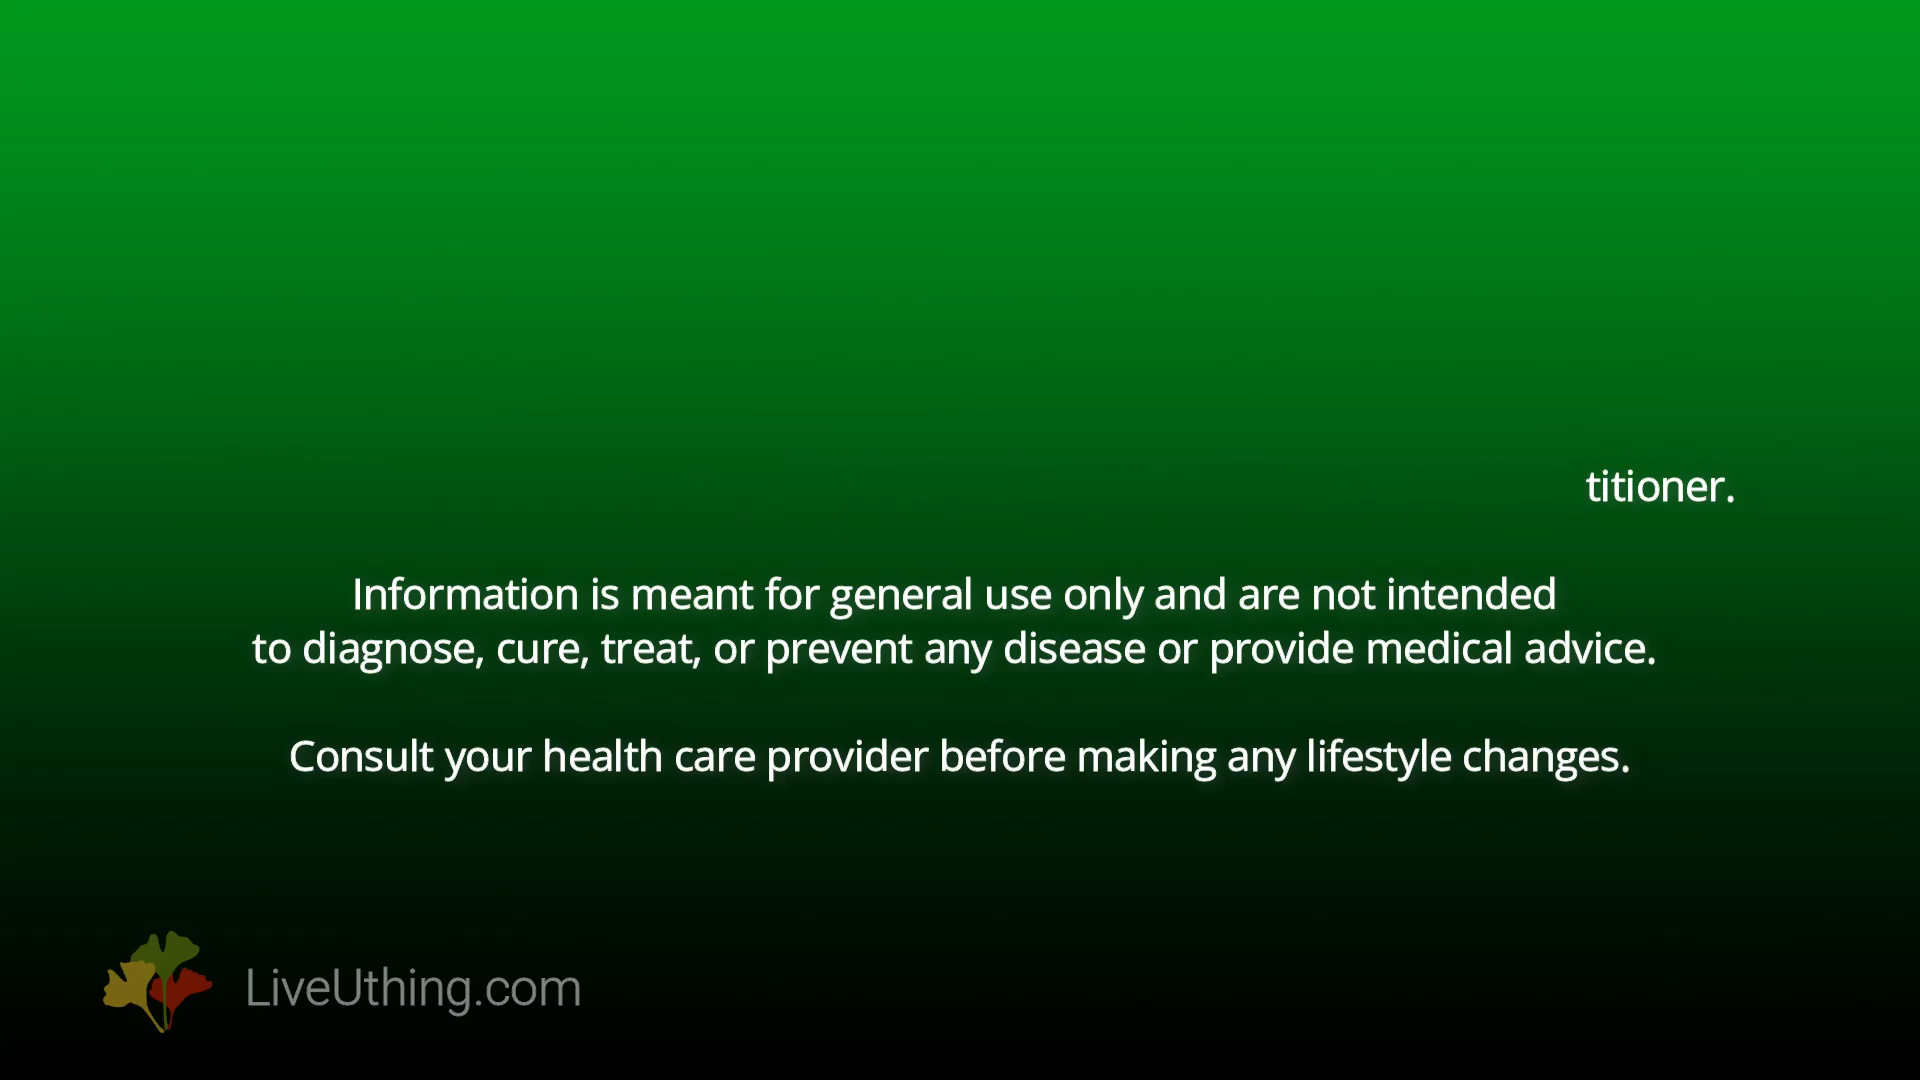 titioner.
Information is meant for general use only and are not intended
to diagnose, cure, treat, or prevent any disease or provide medical advice.
Consult your health care provider before making any lifestyle changes.
LiveUthing.com